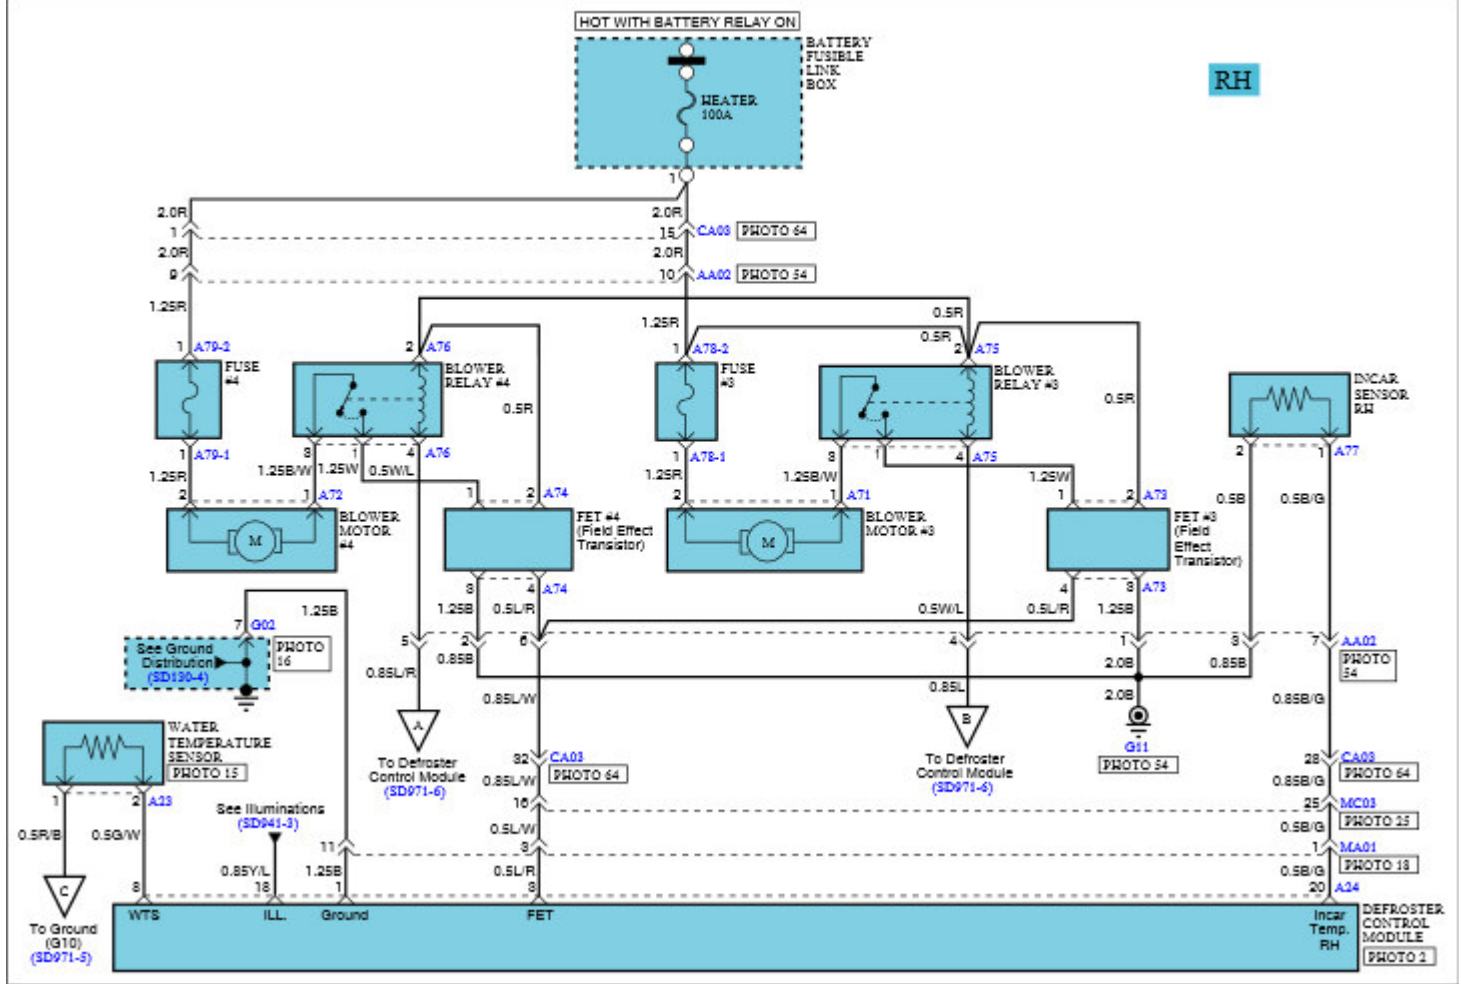 HOT WITH BATTERY RELAY ON
BATTERY
FUSIBLE
LINK
BOX
HEATER
100A
RH
1
2.0R
2.0R
1
15
CA03
PHOTO 64
2.0R
2.0R
9
10
AA02
PHOTO 54
1.25R
1.25R
0.5R
0.5R
1
A79-2
2
A76
1
A78-2
2
A75
FUSE
#4
BLOWER
RELAY #4
FUSE
#3
BLOWER
RELAY #3
INCAR
SENSOR
RH
0.5R
0.5R
1
A79-1
3
1
4
A76
1
A78-1
3
1
4
A75
2
1
A77
1.25R
1.25B/W
1.25W
0.5W/L
1.25R
1.25B/W
1.25W
0.5B
0.5B/G
2
1
A72
1
2
A74
2
1
A71
1
2
A73
M
BLOWER
MOTOR
#4
FET #4
(Field Effect
Transistor)
M
BLOWER
MOTOR #3
FET #3
(Field
Effect
Transistor)
3
4
A74
4
3
A73
1.25B
1.25B
0.5L/R
0.5W/L
0.5L/R
1.25B
7
G02
PHOTO
16
See Ground
Distribution
(SD130-4)
5
2
6
4
1
3
7
AA02
PHOTO
54
0.85L/R
0.85B
2.0B
0.85B
0.85L/W
0.85L
2.0B
0.85B/G
A
B
G11
PHOTO 54
To Defroster
Control Module
(SD971-6)
To Defroster
Control Module
(SD971-6)
WATER
TEMPERATURE
SENSOR
PHOTO 15
32
CA03
PHOTO 64
28
CA03
PHOTO 64
0.85L/W
0.85B/G
1
2
A23
See Illuminations
(SD941-3)
16
25
MC03
PHOTO 25
0.5R/B
0.5G/W
0.5L/W
0.5B/G
11
3
1
MA01
PHOTO 18
0.85Y/L
1.25B
0.5L/R
0.5B/G
C
8
18
1
3
20
A24
WTS
ILL.
Ground
FET
Incar
Temp.
RH
To Ground
(G10)
(SD971-5)
DEFROSTER
CONTROL
MODULE
PHOTO 2